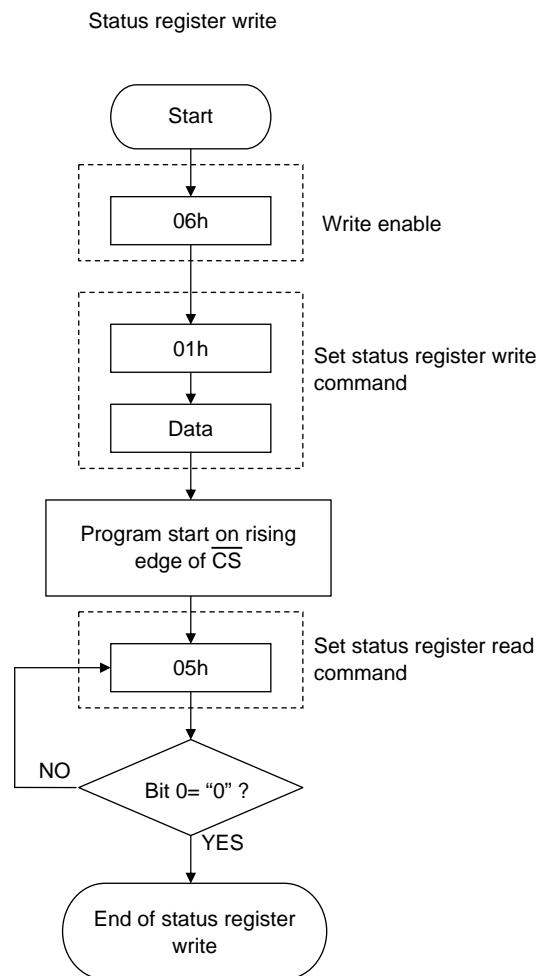 Status register write
Start
06h
Write enable
01h
Set status register write
command
Data
Program start on rising
edge of C̅S̅
05h
Set status register read
command
NO
Bit 0= “0” ?
YES
End of status register
write